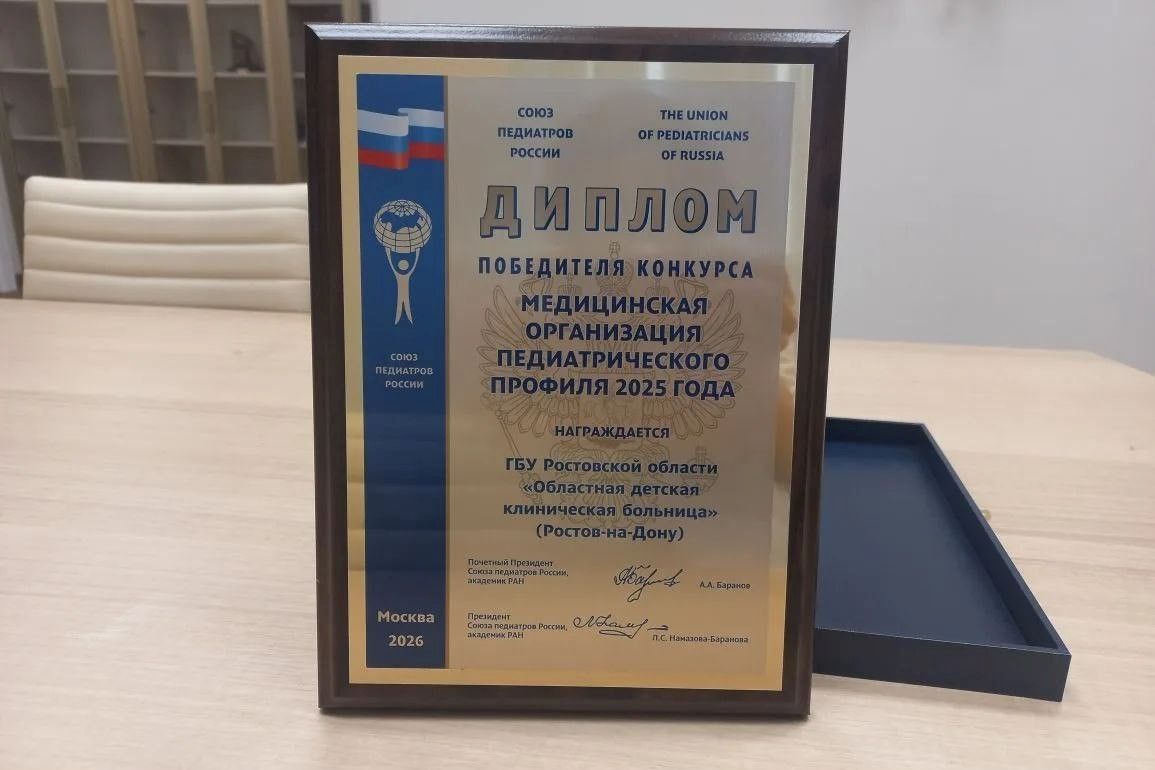 СОЮЗ
ПЕДИАТРОВ
РОССИИ
THE UNION
OF PEDIATRICIANS
OF RUSSIA
ДИПЛОМ
ПОБЕДИТЕЛЯ КОНКУРСА
МЕДИЦИНСКАЯ
ОРГАНИЗАЦИЯ
ПЕДИАТРИЧЕСКОГО
ПРОФИЛЯ 2025 ГОДА
НАГРАЖДАЕТСЯ
ГБУ Ростовской области
«Областная детская
клиническая больница»
(Ростов-на-Дону)
Почетный Президент
Союза педиатров России,
академик РАН
А.А. Баранов
Президент
Союза педиатров России,
академик РАН
Л.С. Намазова-Баранова
СОЮЗ
ПЕДИАТРОВ
РОССИИ
Москва
2026